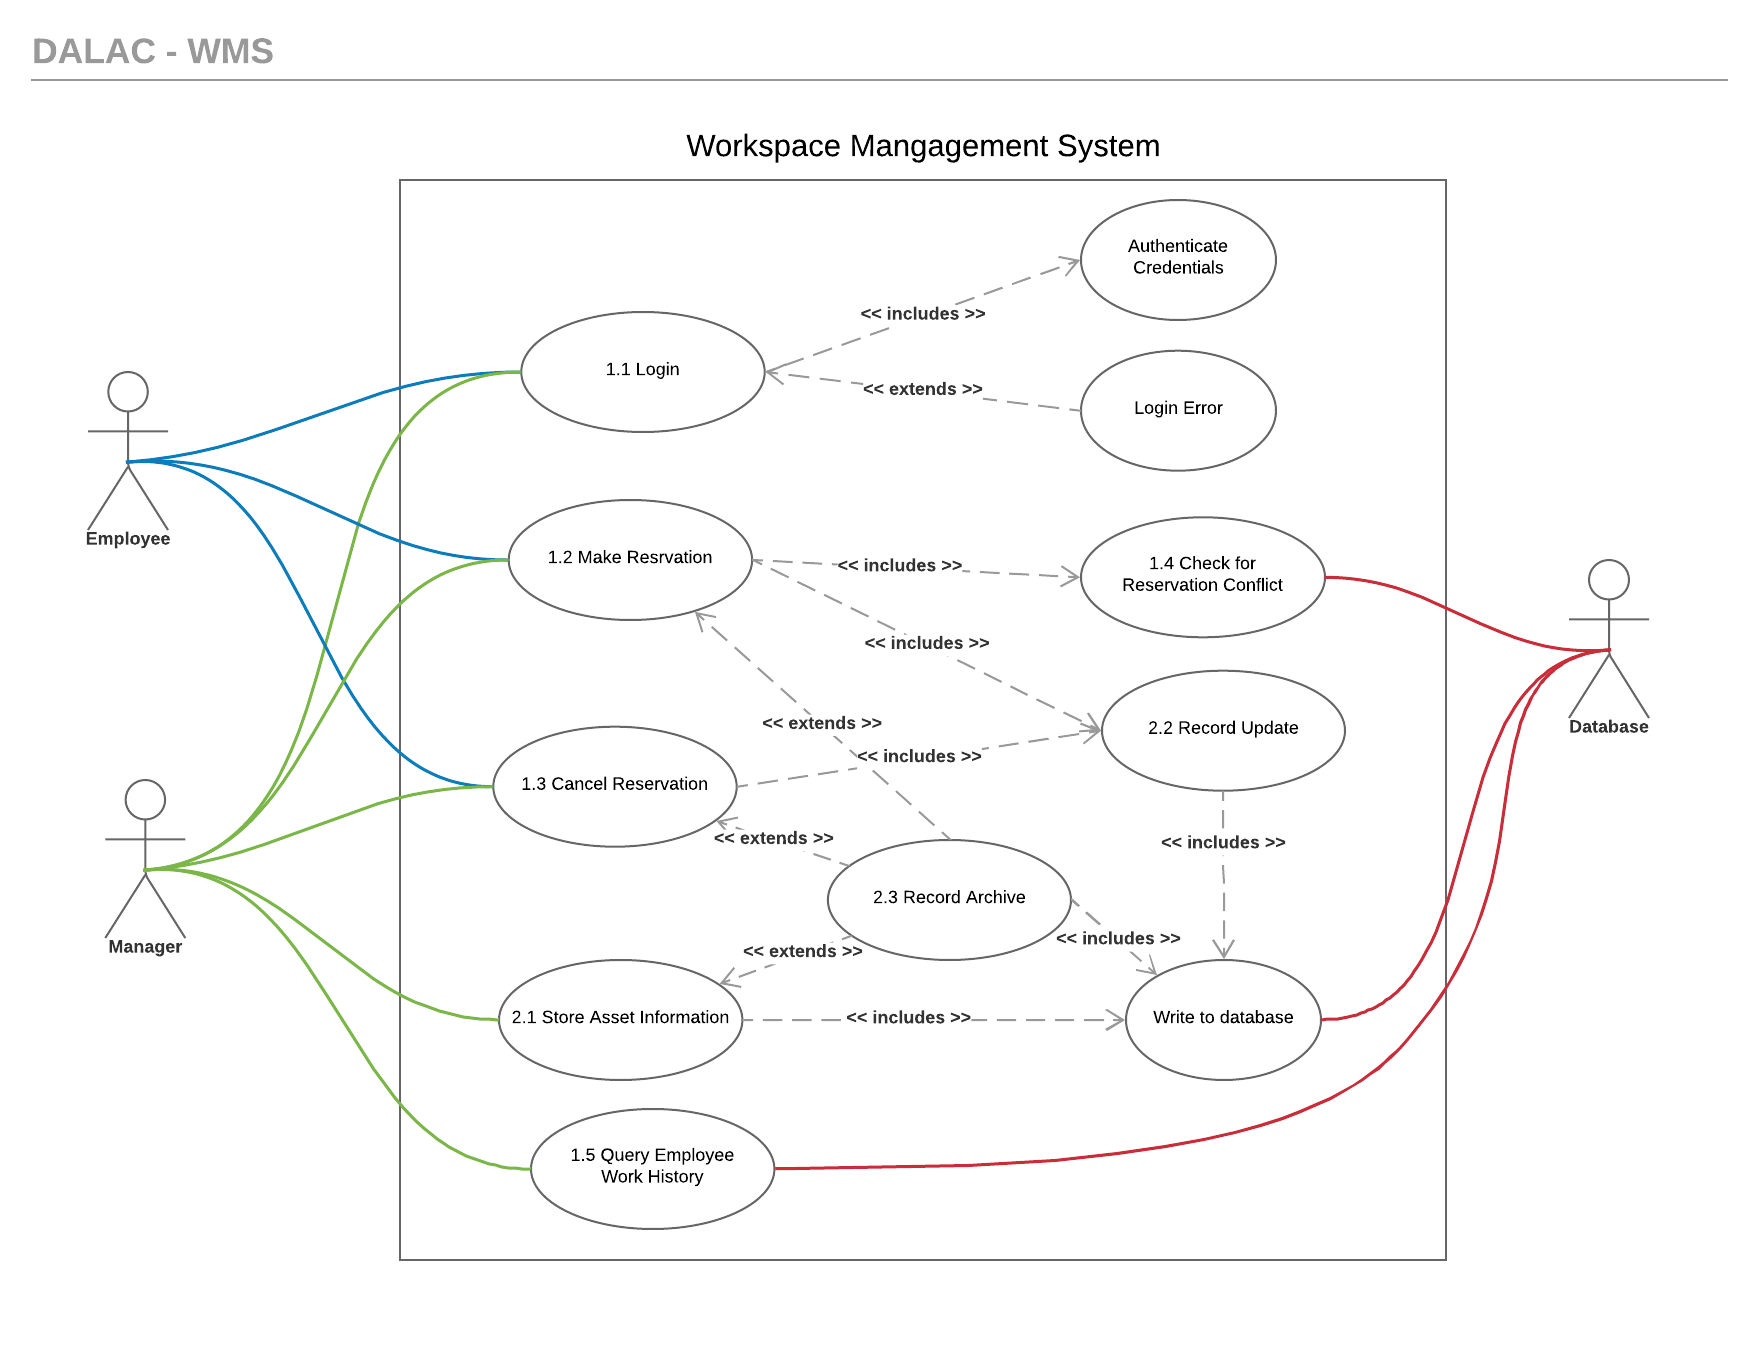 DALAC - WMS
Workspace Mangagement System
Authenticate
Credentials
<< includes >>
1.1 Login
<< extends >>
Login Error
Employee
1.2 Make Resrvation
<< includes >>
1.4 Check for
Reservation Conflict
<< includes >>
<< extends >>
2.2 Record Update
Database
<< includes >>
1.3 Cancel Reservation
<< extends >>
<< includes >>
2.3 Record Archive
Manager
<< extends >>
<< includes >>
2.1 Store Asset Information
<< includes >>
Write to database
1.5 Query Employee
Work History